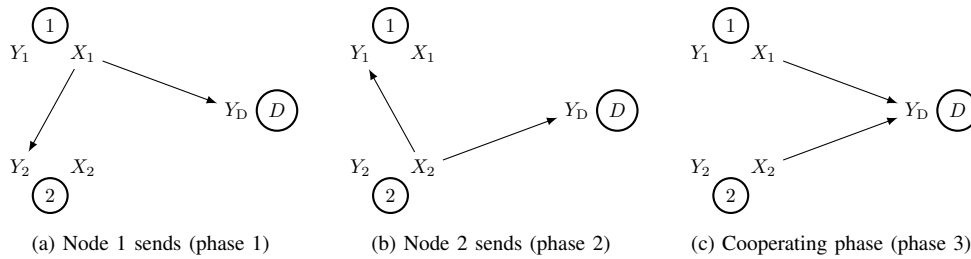 1 1 1
Y₁ X₁ Y₁ X₁ Y₁ X₁
Y_D D Y_D D Y_D D
Y₂ X₂ Y₂ X₂ Y₂ X₂
2 2 2
(a) Node 1 sends (phase 1) (b) Node 2 sends (phase 2) (c) Cooperating phase (phase 3)